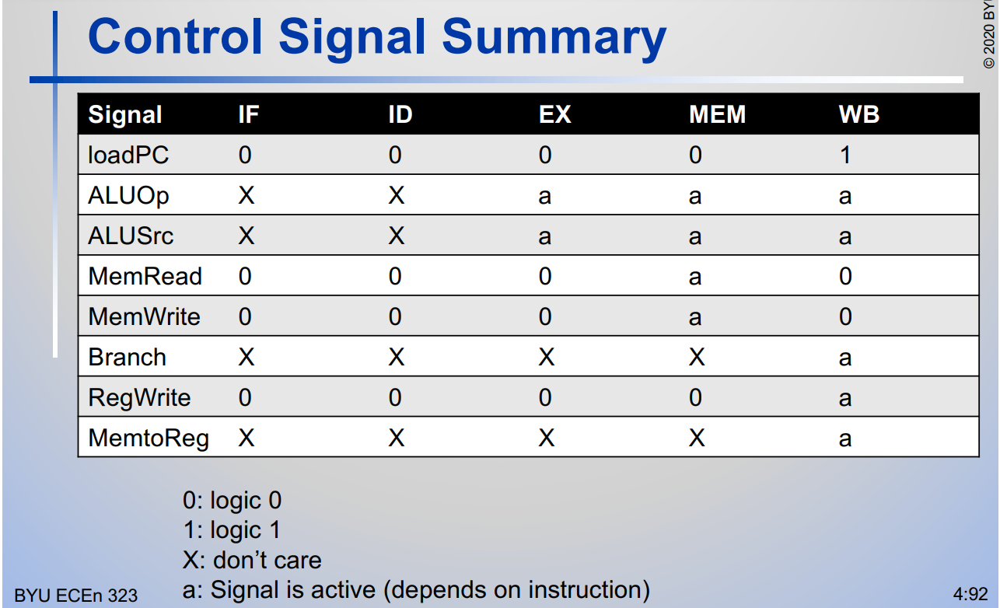 Control Signal Summary
© 2020 BYU
Signal IF ID EX MEM WB
loadPC 0 0 0 0 1
ALUOp X X a a a
ALUSrc X X a a a
MemRead 0 0 0 a 0
MemWrite 0 0 0 a 0
Branch X X X X a
RegWrite 0 0 0 0 a
MemtoReg X X X X a
0: logic 0
1: logic 1
X: don’t care
a: Signal is active (depends on instruction)
BYU ECEn 323
4:92